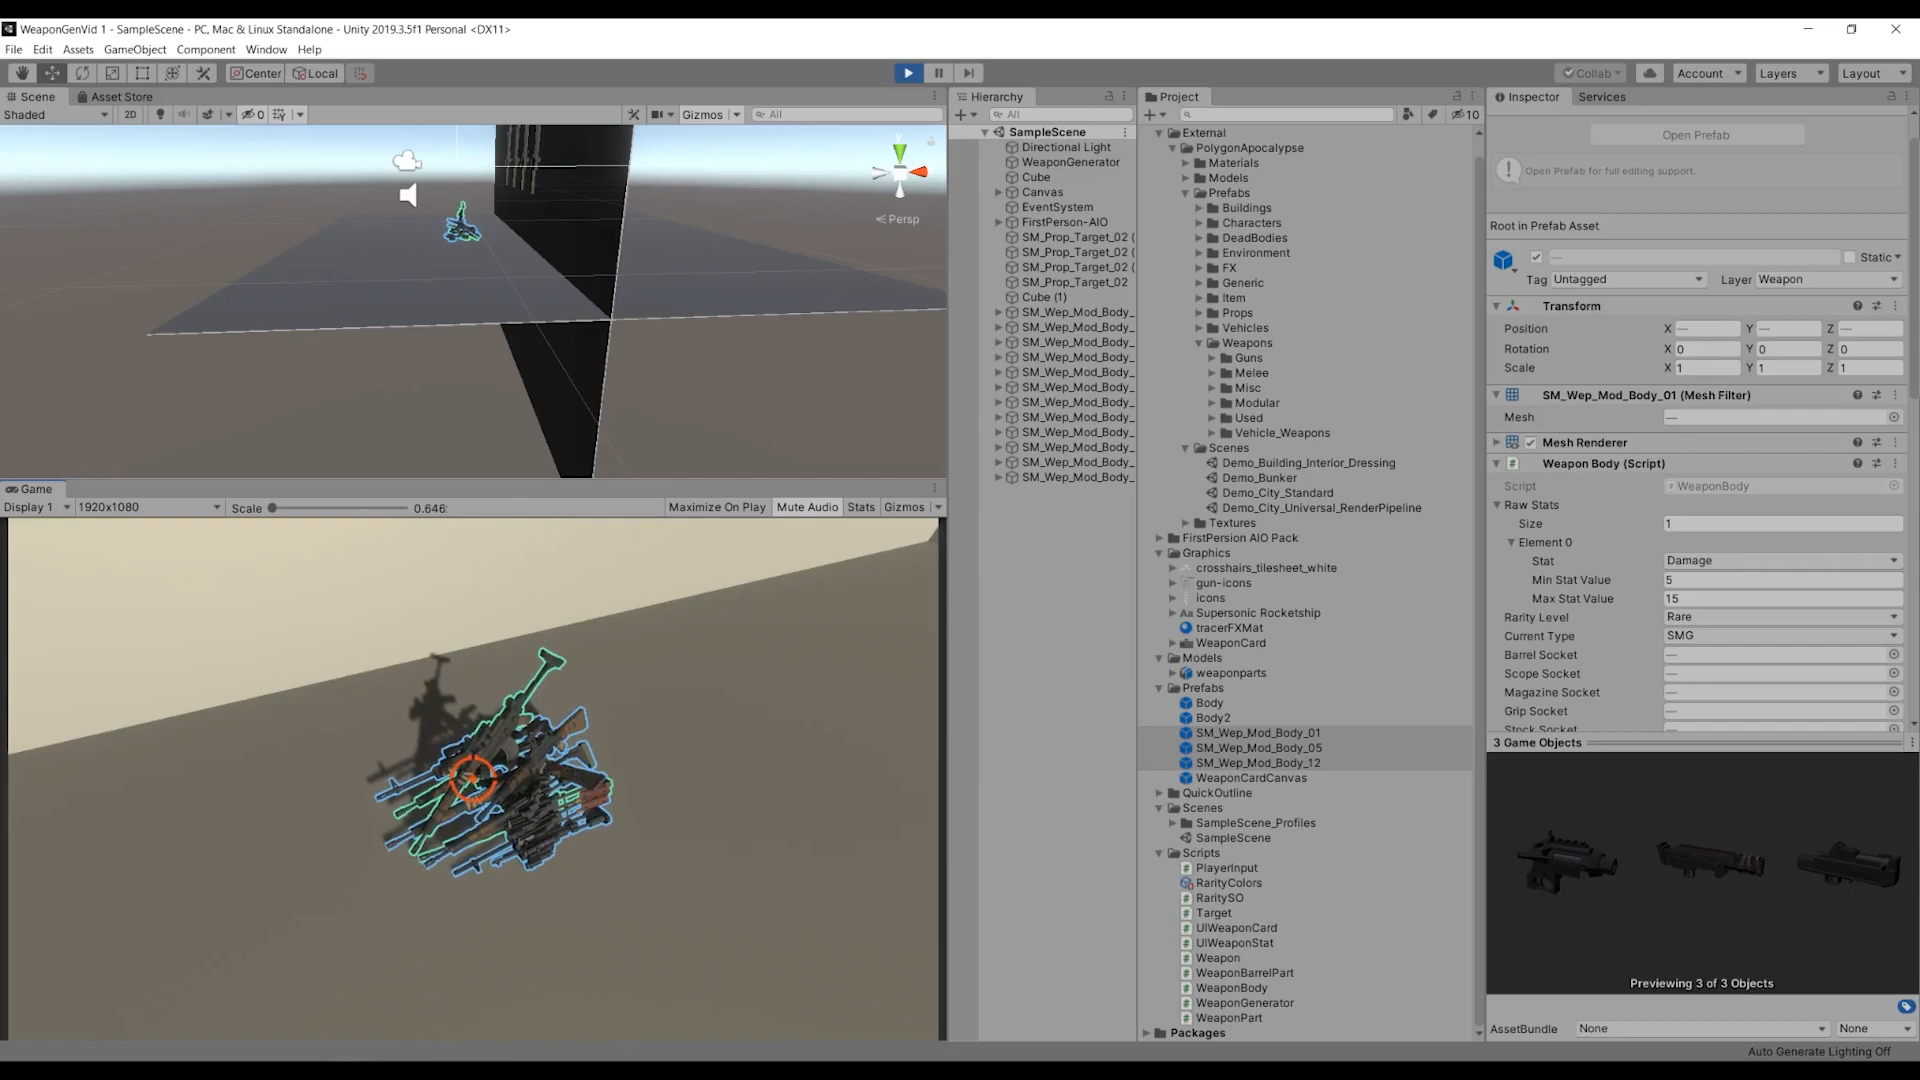 WeaponGenVid 1 - SampleScene - PC, Mac & Linux Standalone - Unity 2019.3.5f1 Personal <DX11>
File Edit Assets GameObject Component Window Help
Center Local
Collab Account Layers Layout
Scene Asset Store
Shaded 2D 0 Gizmos All
Persp
Game
Display 1 1920x1080 Scale 0.646: Maximize On Play Mute Audio Stats Gizmos
Hierarchy
All
SampleScene
Directional Light
WeaponGenerator
Cube
Canvas
EventSystem
FirstPerson-AIO
SM_Prop_Target_02 (
SM_Prop_Target_02 (
SM_Prop_Target_02 (
SM_Prop_Target_02
Cube (1)
SM_Wep_Mod_Body_
SM_Wep_Mod_Body_
SM_Wep_Mod_Body_
SM_Wep_Mod_Body_
SM_Wep_Mod_Body_
SM_Wep_Mod_Body_
SM_Wep_Mod_Body_
SM_Wep_Mod_Body_
SM_Wep_Mod_Body_
SM_Wep_Mod_Body_
SM_Wep_Mod_Body_
SM_Wep_Mod_Body_
Project
10
External
PolygonApocalypse
Materials
Models
Prefabs
Buildings
Characters
DeadBodies
Environment
FX
Generic
Item
Props
Vehicles
Weapons
Guns
Melee
Misc
Modular
Used
Vehicle_Weapons
Scenes
Demo_Building_Interior_Dressing
Demo_Bunker
Demo_City_Standard
Demo_City_Universal_RenderPipeline
Textures
FirstPersion AIO Pack
Graphics
crosshairs_tilesheet_white
gun-icons
icons
Aa Supersonic Rocketship
tracerFXMat
WeaponCard
Models
weaponparts
Prefabs
Body
Body2
SM_Wep_Mod_Body_01
SM_Wep_Mod_Body_05
SM_Wep_Mod_Body_12
WeaponCardCanvas
QuickOutline
Scenes
SampleScene_Profiles
SampleScene
Scripts
PlayerInput
RarityColors
RaritySO
Target
UIWeaponCard
UIWeaponStat
Weapon
WeaponBarrelPart
WeaponBody
WeaponGenerator
WeaponPart
Packages
Inspector Services
Open Prefab
Open Prefab for full editing support.
Root in Prefab Asset
— Static
Tag Untagged Layer Weapon
Transform
Position X — Y — Z —
Rotation X 0 Y 0 Z 0
Scale X 1 Y 1 Z 1
SM_Wep_Mod_Body_01 (Mesh Filter)
Mesh —
Mesh Renderer
Weapon Body (Script)
Script WeaponBody
Raw Stats
Size 1
Element 0
Stat Damage
Min Stat Value 5
Max Stat Value 15
Rarity Level Rare
Current Type SMG
Barrel Socket —
Scope Socket —
Magazine Socket —
Grip Socket —
Stock Socket —
3 Game Objects
Previewing 3 of 3 Objects
AssetBundle None None
Auto Generate Lighting Off